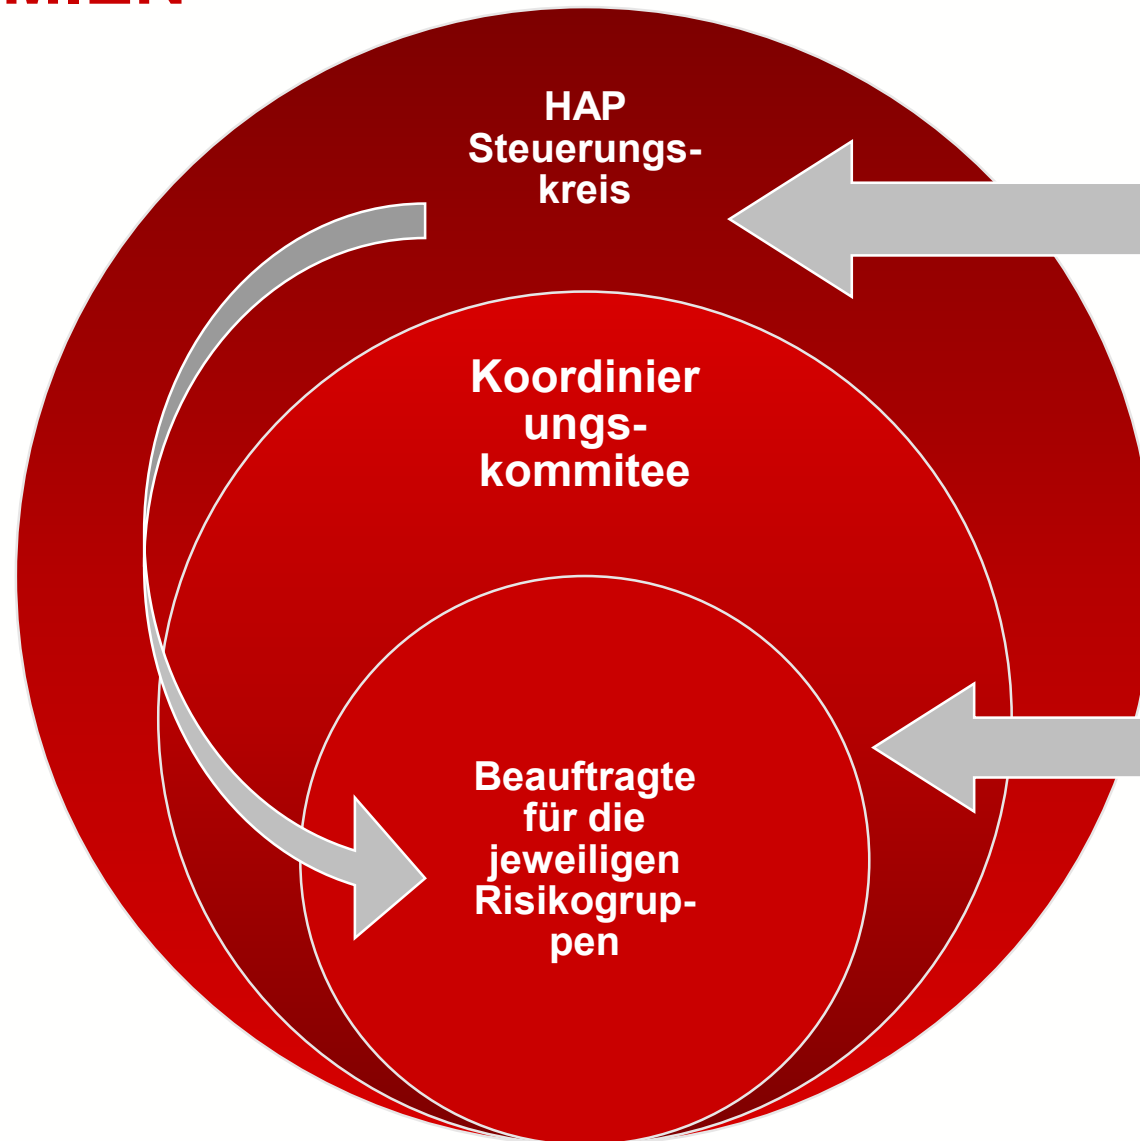 HAP
Steuerungs-
kreis
Koordinier
ungs-
kommitee
Beauftragte
für die
jeweiligen
Risikogrup-
pen